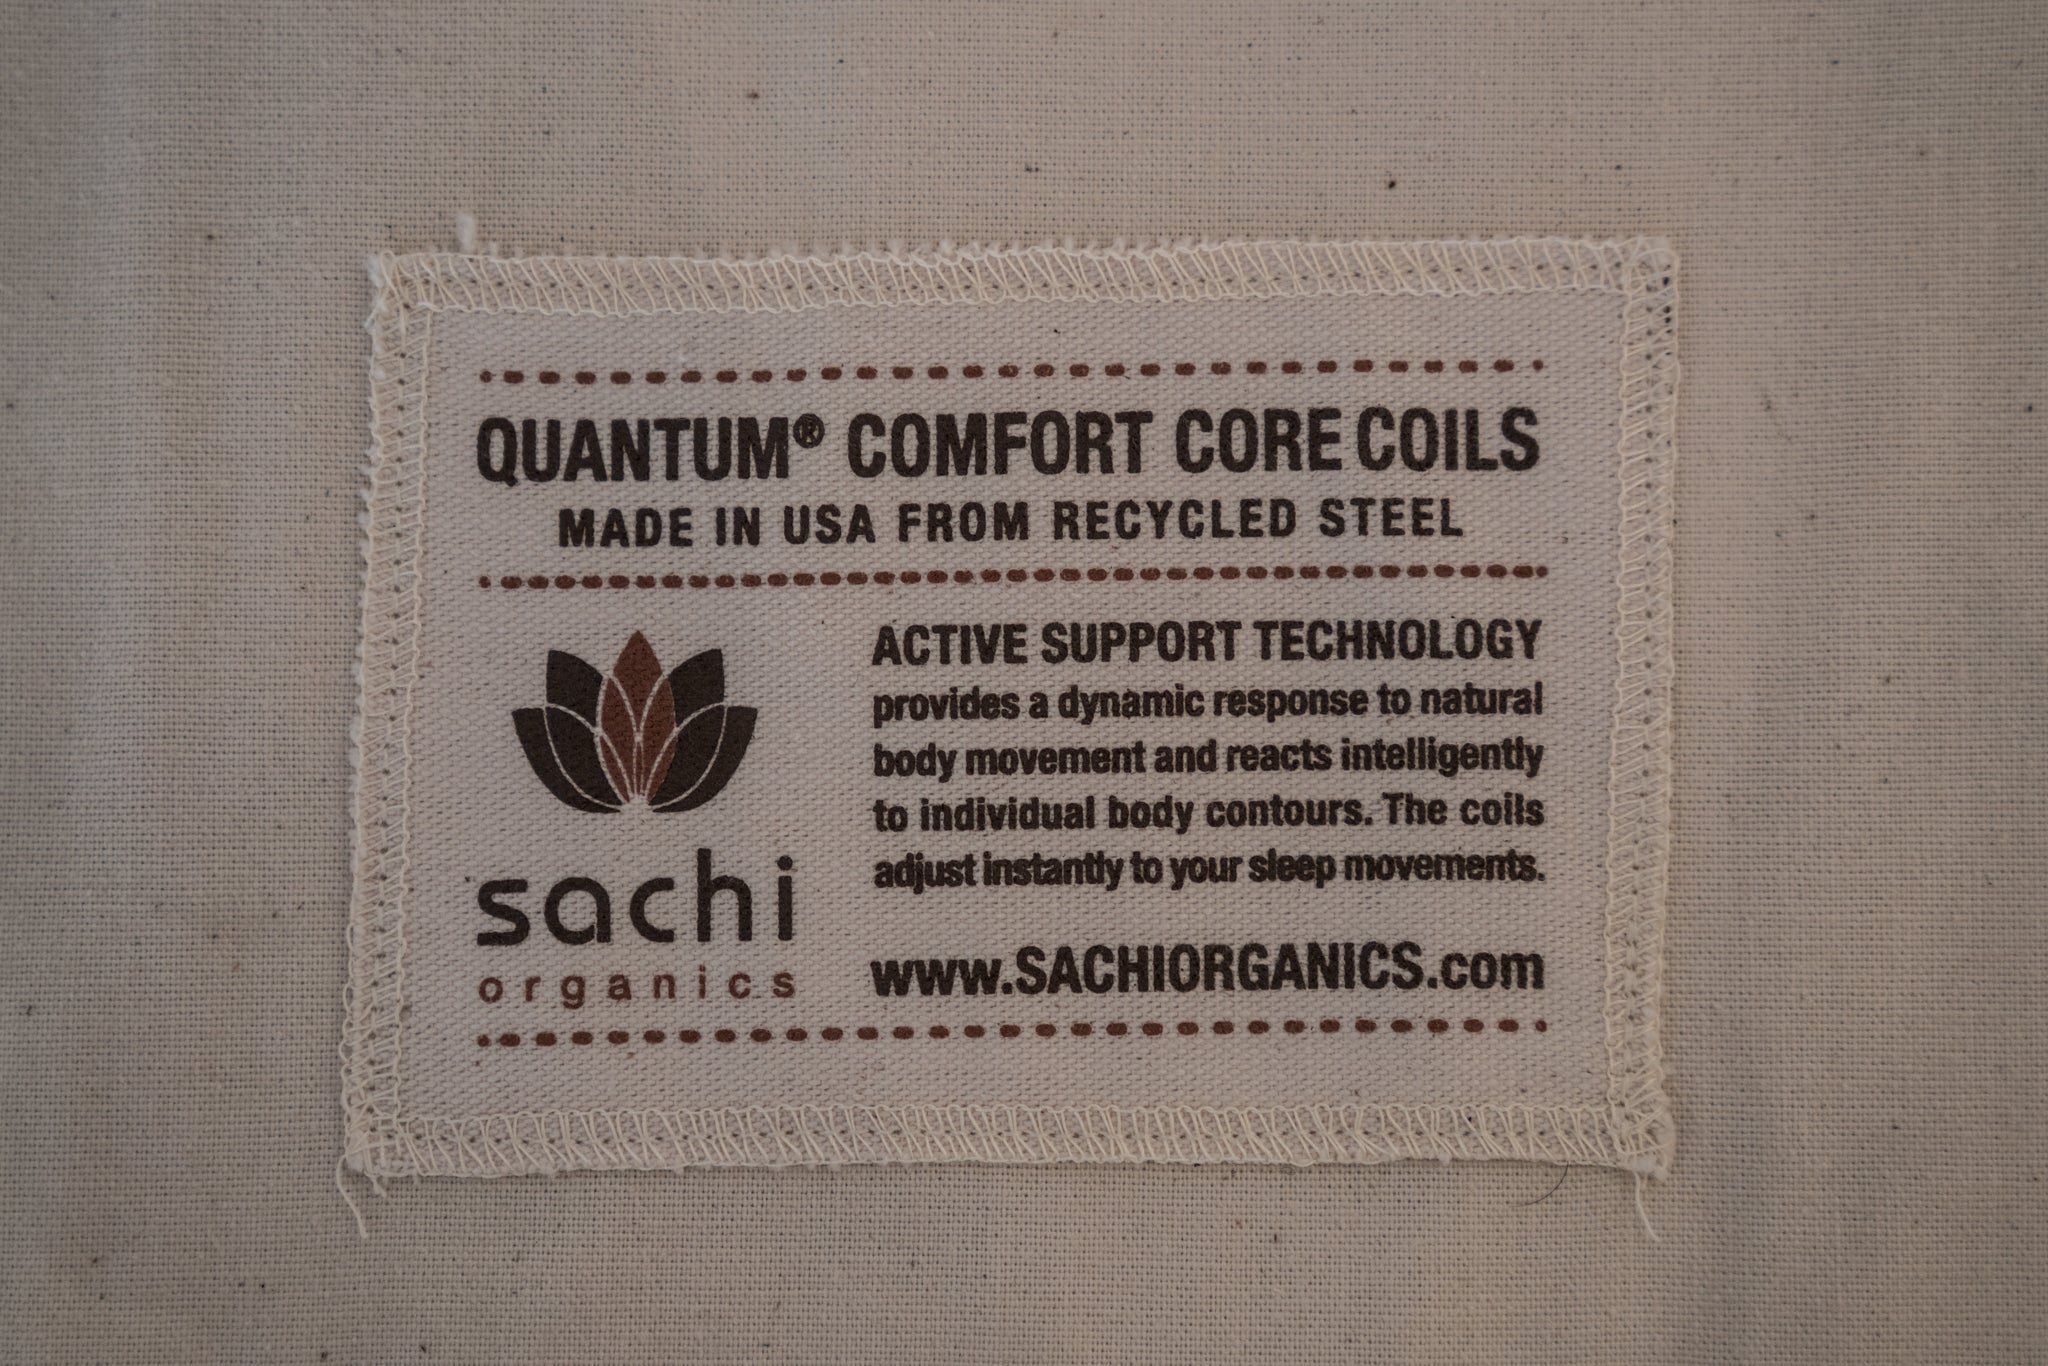 QUANTUM® COMFORT CORE COILS
MADE IN USA FROM RECYCLED STEEL
sachi
organics
ACTIVE SUPPORT TECHNOLOGY
provides a dynamic response to natural
body movement and reacts intelligently
to individual body contours. The coils
adjust instantly to your sleep movements.
www.SACHIORGANICS.com